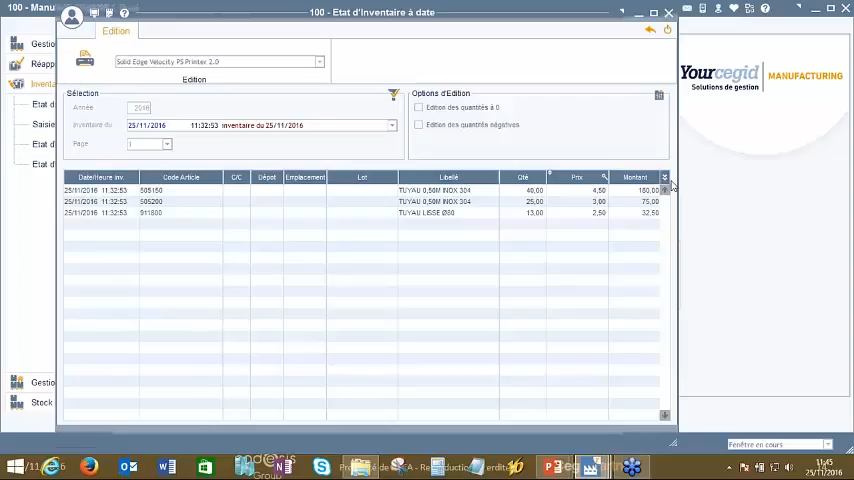 100 - Manu
100 - Etat d'Inventaire à date
Edition
Solid Edge Velocity PS Printer 2.0
Edition
Sélection
Options d'Edition
Année 2016
Edition des quantités à 0
Inventaire du 25/11/2016 11:32:53 Inventaire du 25/11/2016
Edition des quantités négatives
Page 1
Date/Heure inv. Code Article C/C Dépot Emplacement Lot Libellé Qté Prix Montant
25/11/2016 11:32:53 505150 TUYAU 0,50M INOX 304 40,00 4,50 180,00
25/11/2016 11:32:53 505200 TUYAU 0,50M INOX 304 25,00 3,00 75,00
25/11/2016 11:32:53 911800 TUYAU LISSE Ø80 13,00 2,50 32,50
Gestio
Réapp
Inventa
Etat d
Saisie
Etat d
Etat d
Gestio
Stock
Yourcegid MANUFACTURING
Solutions de gestion
Fenêtre en cours
Group
11:45
25/11/2016